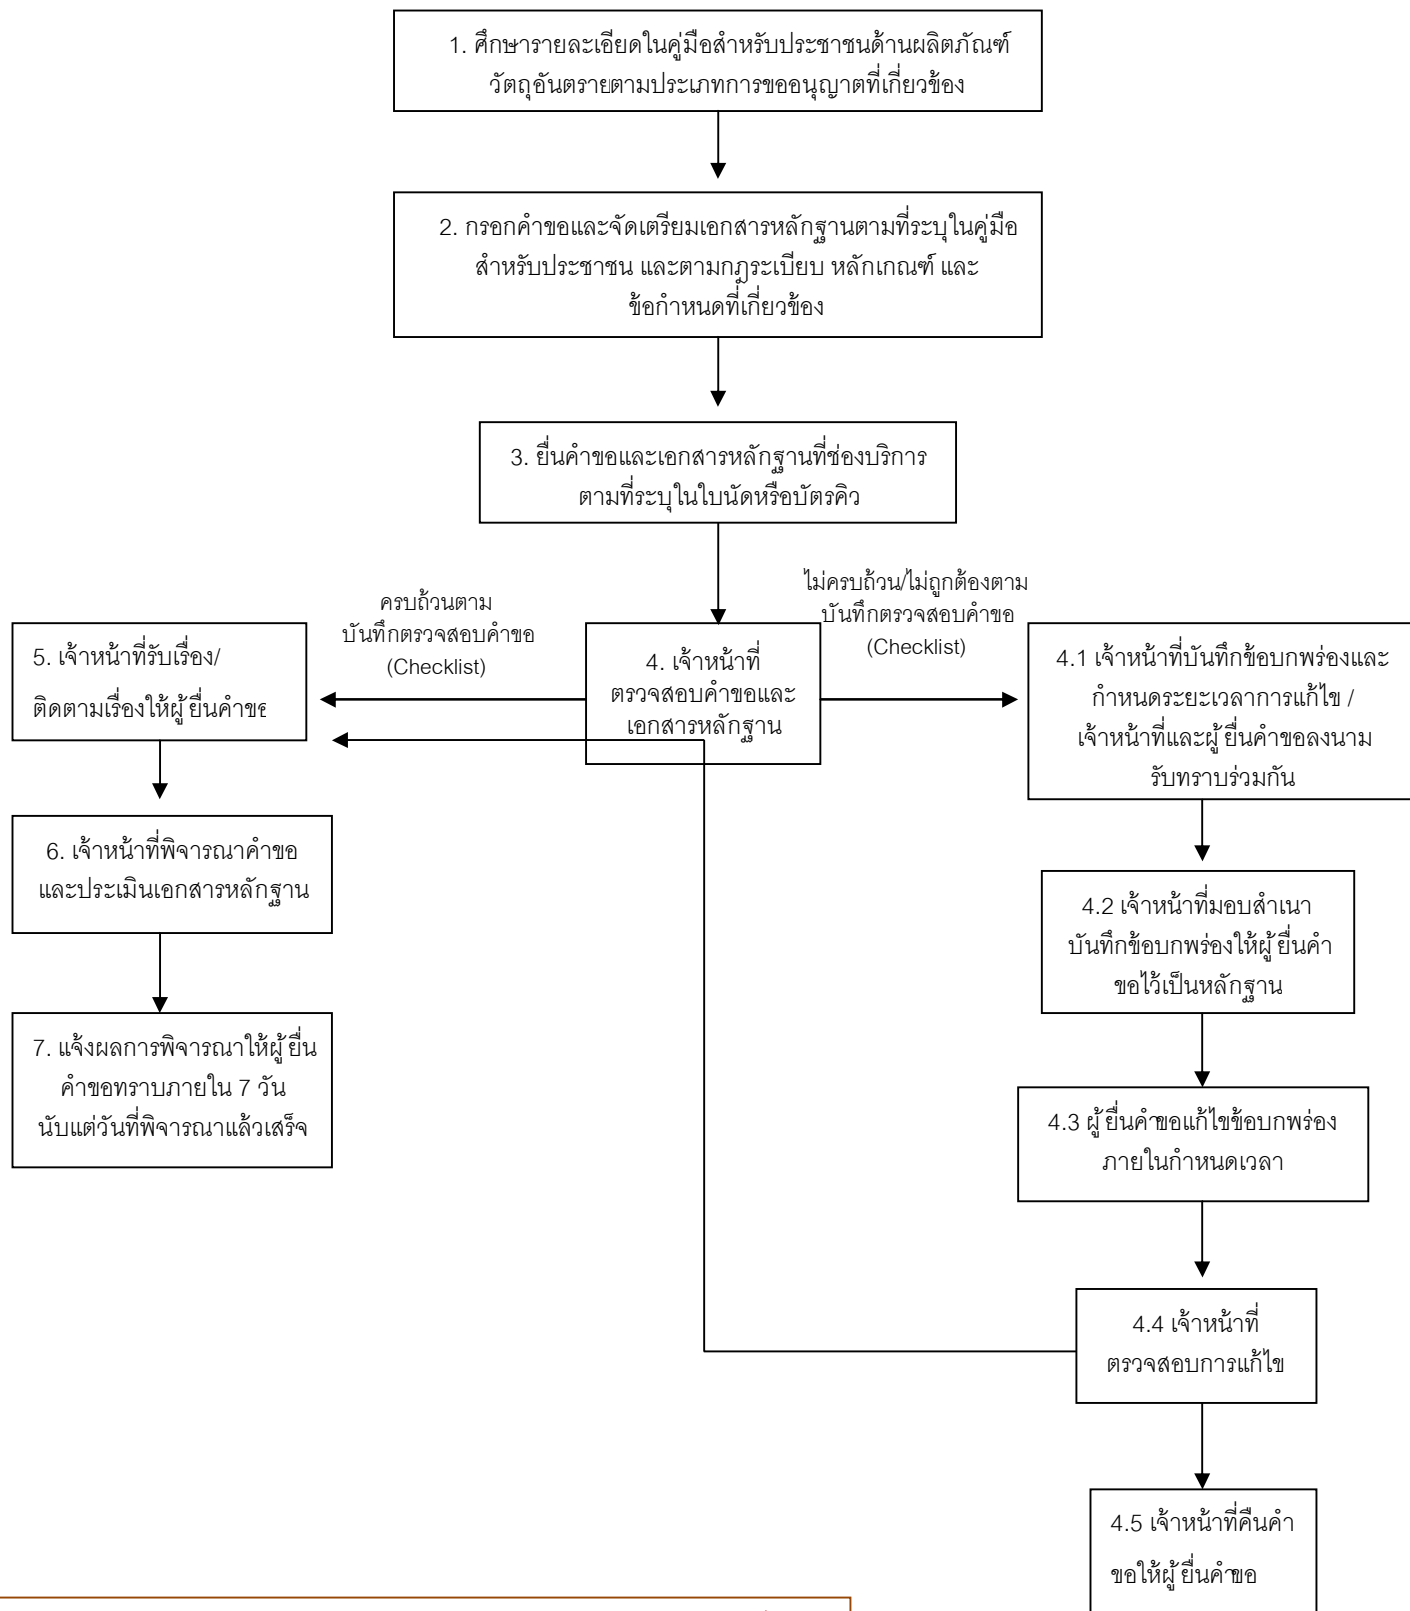 1. ศึกษารายละเอียดในคู่มือสำหรับประชาชนด้านผลิตภัณฑ์
วัตถุอันตรายตามประเภทการขออนุญาตที่เกี่ยวข้อง
2. กรอกคำขอและจัดเตรียมเอกสารหลักฐานตามที่ระบุในคู่มือ
สำหรับประชาชน และตามกฎระเบียบ หลักเกณฑ์ และ
ข้อกำหนดที่เกี่ยวข้อง
3. ยื่นคำขอและเอกสารหลักฐานที่ช่องบริการ
ตามที่ระบุในใบนัดหรือบัตรคิว
ครบถ้วนตาม
บันทึกตรวจสอบคำขอ
(Checklist)
ไม่ครบถ้วน/ไม่ถูกต้องตาม
บันทึกตรวจสอบคำขอ
(Checklist)
4. เจ้าหน้าที่
ตรวจสอบคำขอและ
เอกสารหลักฐาน
5. เจ้าหน้าที่รับเรื่อง/
ติดตามเรื่องให้ผู้ยื่นคำขอ
6. เจ้าหน้าที่พิจารณาคำขอ
และประเมินเอกสารหลักฐาน
7. แจ้งผลการพิจารณาให้ผู้ยื่น
คำขอทราบภายใน 7 วัน
นับแต่วันที่พิจารณาแล้วเสร็จ
4.1 เจ้าหน้าที่บันทึกข้อบกพร่องและ
กำหนดระยะเวลาการแก้ไข /
เจ้าหน้าที่และผู้ยื่นคำขอลงนาม
รับทราบร่วมกัน
4.2 เจ้าหน้าที่มอบสำเนา
บันทึกข้อบกพร่องให้ผู้ยื่นคำ
ขอไว้เป็นหลักฐาน
4.3 ผู้ยื่นคำขอแก้ไขข้อบกพร่อง
ภายในกำหนดเวลา
4.4 เจ้าหน้าที่
ตรวจสอบการแก้ไข
4.5 เจ้าหน้าที่คืนคำ
ขอให้ผู้ยื่นคำขอ